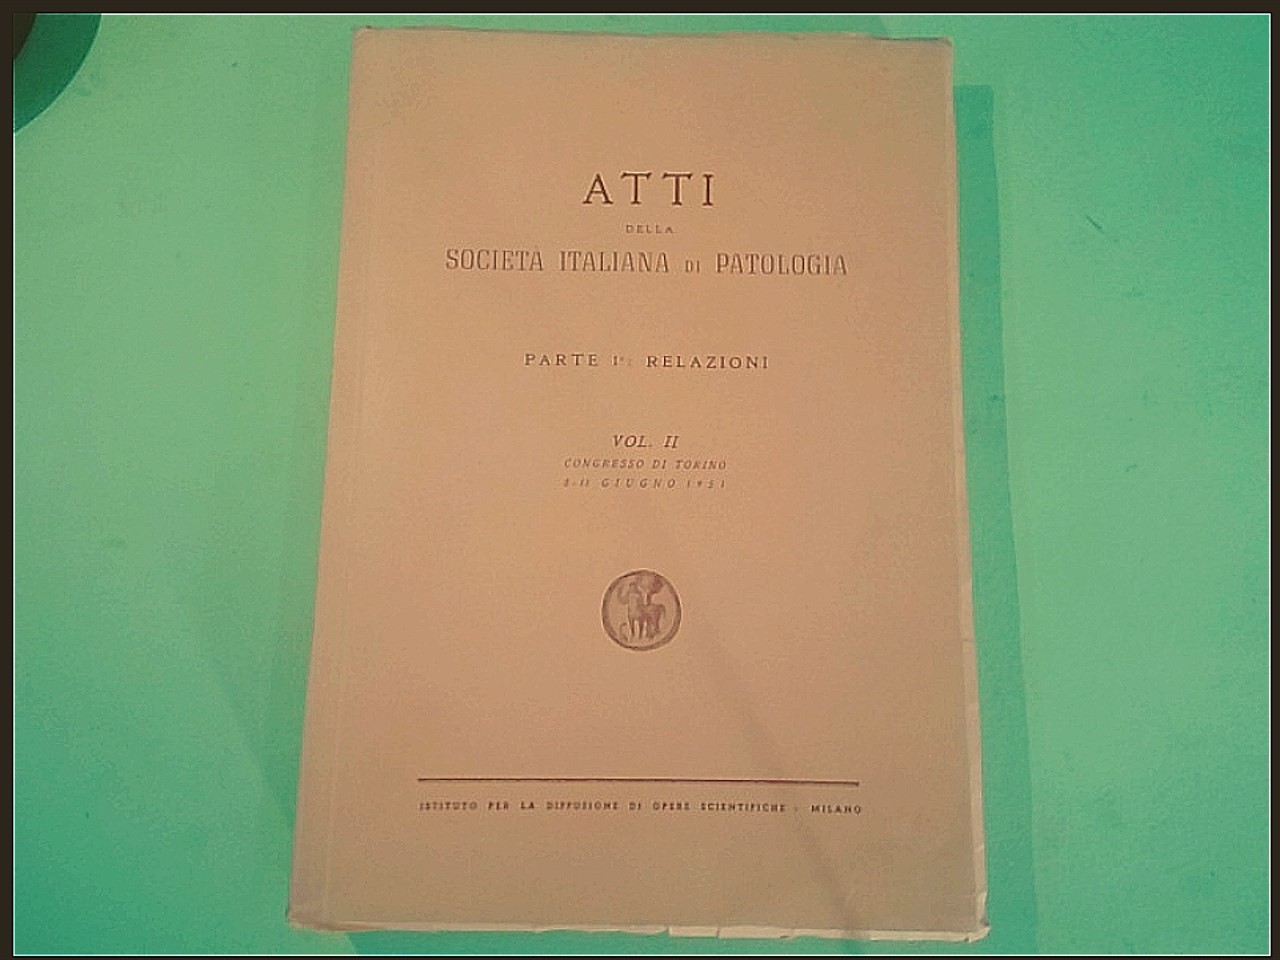 ATTI
DELLA
SOCIETÀ ITALIANA DI PATOLOGIA
PARTE Iª: RELAZIONI
VOL. II
CONGRESSO DI TORINO
8-11 GIUGNO 1951
ISTITUTO PER LA DIFFUSIONE DI OPERE SCIENTIFICHE - MILANO